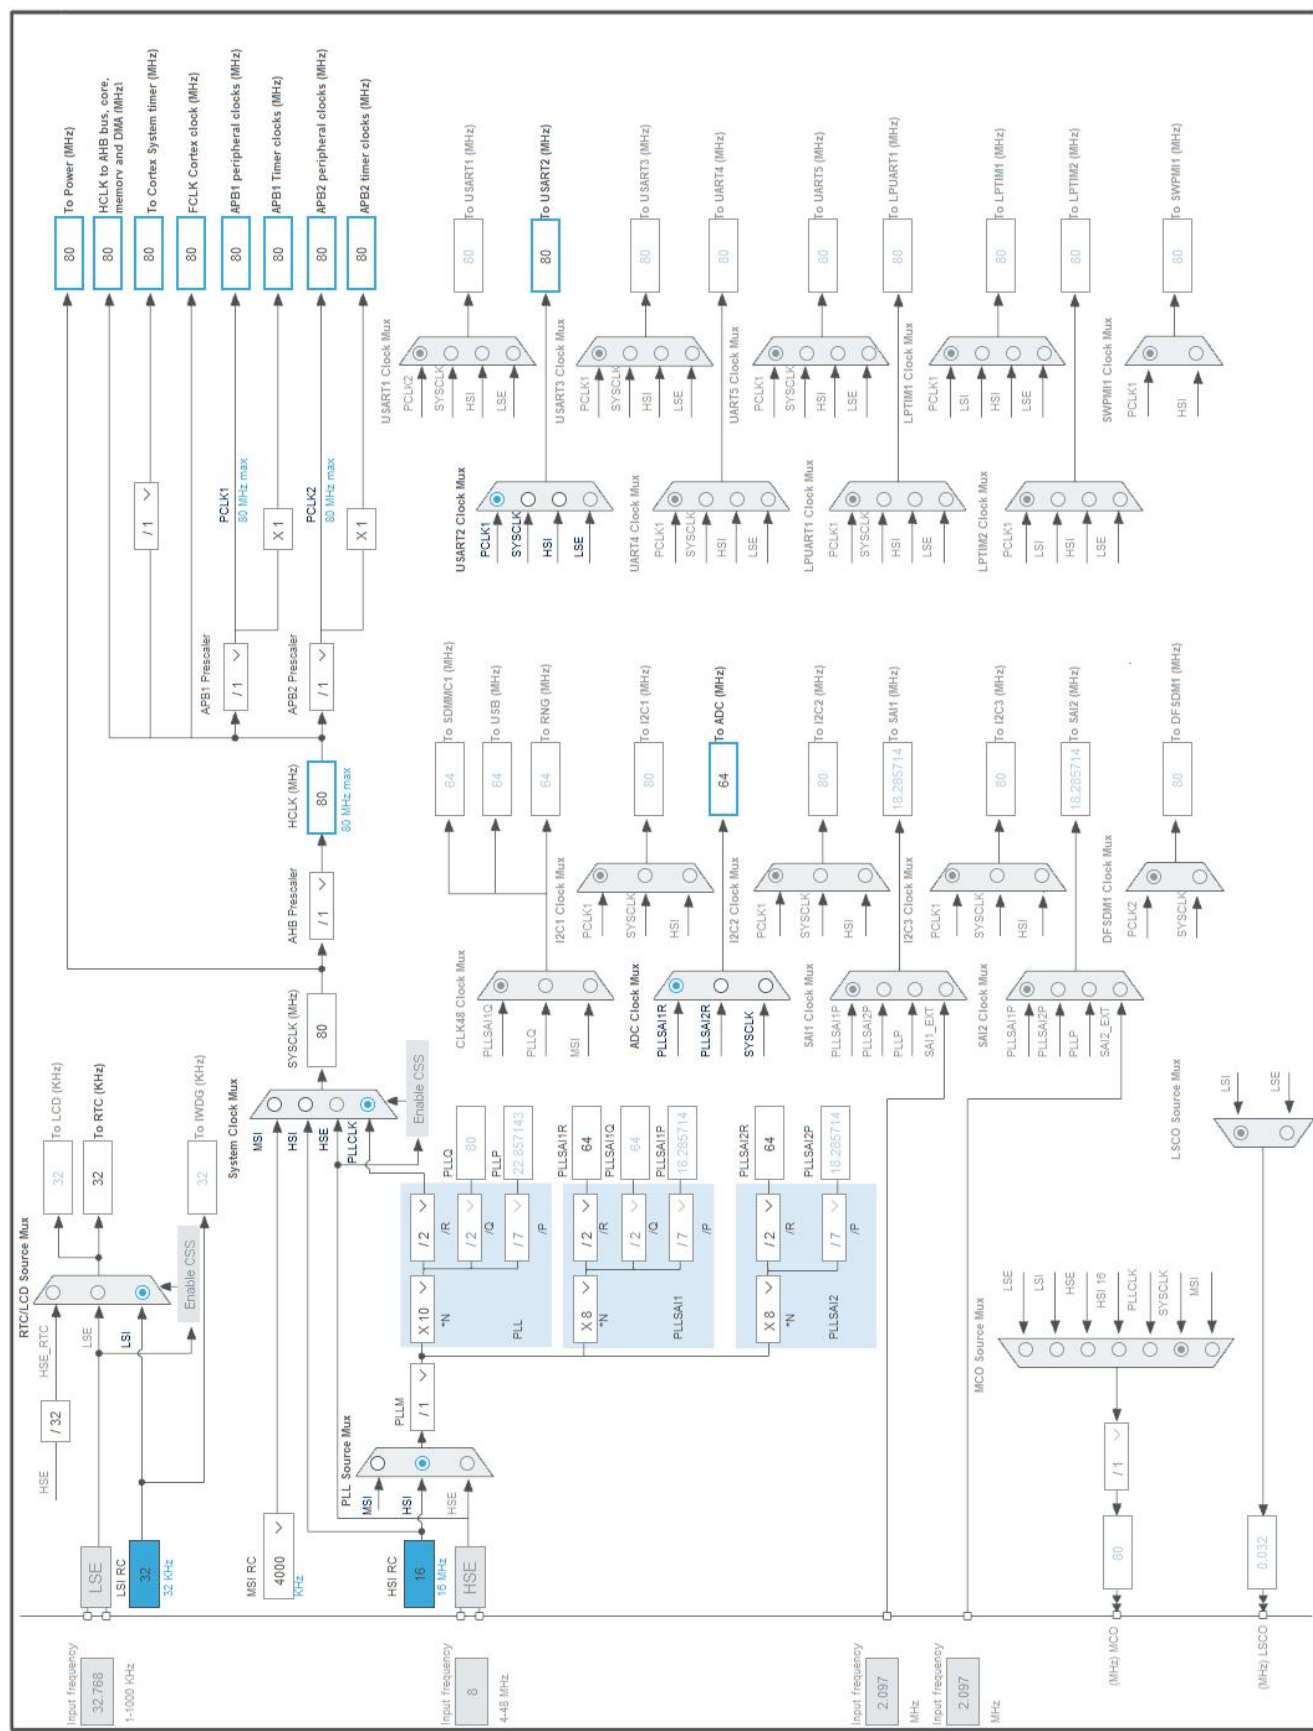 Input frequency
32.768
1-1000 KHz
LSE
LSI RC
32
32 KHz
HSE
/ 32
HSE_RTC
LSE
LSI
RTC/LCD Source Mux
Enable CSS
32
To LCD (KHz)
32
To RTC (KHz)
32
To IWDG (KHz)
MSI RC
4000
KHz
HSI RC
16
16 MHz
Input frequency
8
4-48 MHz
HSE
PLL Source Mux
MSI
HSI
HSE
PLLM
/ 1
X 10
*N
PLL
/ 2
/R
/ 2
/Q
/ 7
/P
PLLQ
80
PLLP
22.857143
X 8
*N
PLLSAI1
/ 2
/R
/ 2
/Q
/ 7
/P
PLLSAI1R
64
PLLSAI1Q
64
PLLSAI1P
18.285714
X 8
*N
PLLSAI2
/ 2
/R
/ 7
/P
PLLSAI2R
64
PLLSAI2P
18.285714
System Clock Mux
MSI
HSI
HSE
PLLCLK
Enable CSS
SYSCLK (MHz)
80
AHB Prescaler
/ 1
HCLK (MHz)
80
80 MHz max
APB1 Prescaler
/ 1
APB2 Prescaler
/ 1
/ 1
PCLK1
80 MHz max
X 1
PCLK2
80 MHz max
X 1
80
To Power (MHz)
80
HCLK to AHB bus, core,
memory and DMA (MHz)
80
To Cortex System timer (MHz)
80
FCLK Cortex clock (MHz)
80
APB1 peripheral clocks (MHz)
80
APB1 Timer clocks (MHz)
80
APB2 peripheral clocks (MHz)
80
APB2 timer clocks (MHz)
CLK48 Clock Mux
PLLSAI1Q
PLLQ
MSI
64
To SDMMC1 (MHz)
64
To USB (MHz)
64
To RNG (MHz)
I2C1 Clock Mux
PCLK1
SYSCLK
HSI
80
To I2C1 (MHz)
ADC Clock Mux
PLLSAI1R
PLLSAI2R
SYSCLK
64
To ADC (MHz)
I2C2 Clock Mux
PCLK1
SYSCLK
HSI
80
To I2C2 (MHz)
SAI1 Clock Mux
PLLSAI1P
PLLSAI2P
PLLP
SAI1_EXT
18.285714
To SAI1 (MHz)
I2C3 Clock Mux
PCLK1
SYSCLK
HSI
80
To I2C3 (MHz)
SAI2 Clock Mux
PLLSAI1P
PLLSAI2P
PLLP
SAI2_EXT
18.285714
To SAI2 (MHz)
DFSDM1 Clock Mux
PCLK2
SYSCLK
80
To DFSDM1 (MHz)
USART1 Clock Mux
PCLK2
SYSCLK
HSI
LSE
80
To USART1 (MHz)
USART2 Clock Mux
PCLK1
SYSCLK
HSI
LSE
80
To USART2 (MHz)
USART3 Clock Mux
PCLK1
SYSCLK
HSI
LSE
80
To USART3 (MHz)
UART4 Clock Mux
PCLK1
SYSCLK
HSI
LSE
80
To UART4 (MHz)
UART5 Clock Mux
PCLK1
SYSCLK
HSI
LSE
80
To UART5 (MHz)
LPUART1 Clock Mux
PCLK1
SYSCLK
HSI
LSE
80
To LPUART1 (MHz)
LPTIM1 Clock Mux
PCLK1
LSI
HSI
LSE
80
To LPTIM1 (MHz)
LPTIM2 Clock Mux
PCLK1
LSI
HSI
LSE
80
To LPTIM2 (MHz)
SWPMI1 Clock Mux
PCLK1
HSI
80
To SWPMI1 (MHz)
Input frequency
2.097
MHz
Input frequency
2.097
MHz
(MHz) MCO
80
/ 1
MCO Source Mux
LSE
LSI
HSE
HSI 16
PLLCLK
SYSCLK
MSI
(MHz) LSCO
0.032
LSCO Source Mux
LSI
LSE